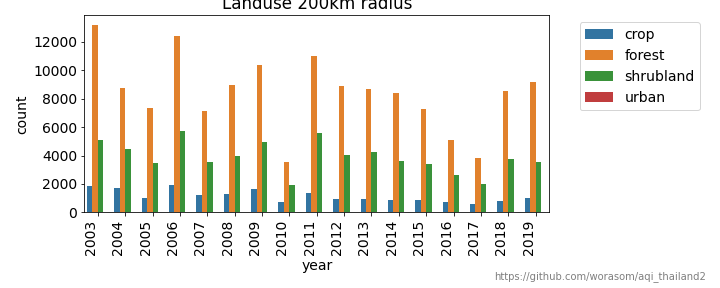 Landuse 200km radius
12000
10000
8000
6000
4000
2000
0
count
2003 2004 2005 2006 2007 2008 2009 2010 2011 2012 2013 2014 2015 2016 2017 2018 2019
year
crop
forest
shrubland
urban
https://github.com/worasom/aqi_thailand2